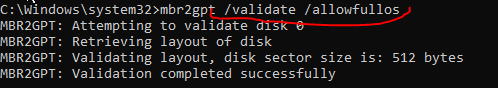 C:\Windows\system32>mbr2gpt /validate /allowfullos
MBR2GPT: Attempting to validate disk 0
MBR2GPT: Retrieving layout of disk
MBR2GPT: Validating layout, disk sector size is: 512 bytes
MBR2GPT: Validation completed successfully